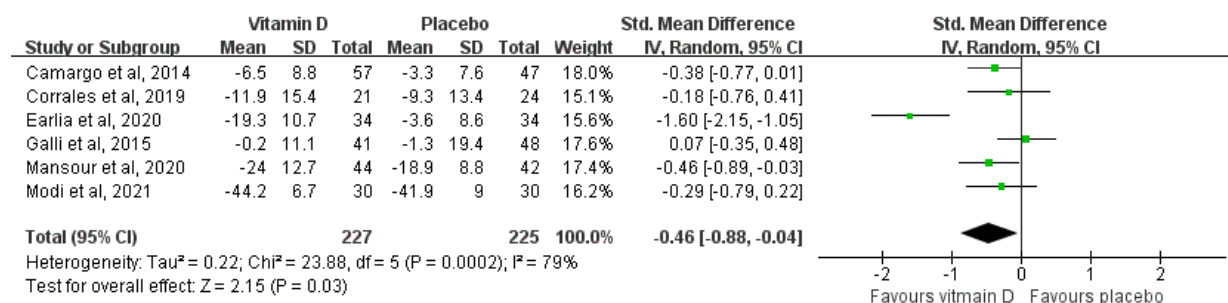 Vitamin D Placebo Std. Mean Difference Std. Mean Difference
Study or Subgroup Mean SD Total Mean SD Total Weight IV, Random, 95% CI IV, Random, 95% CI
Camargo et al, 2014 -6.5 8.8 57 -3.3 7.6 47 18.0% -0.38 [-0.77, 0.01]
Corrales et al, 2019 -11.9 15.4 21 -9.3 13.4 24 15.1% -0.18 [-0.76, 0.41]
Earlia et al, 2020 -19.3 10.7 34 -3.6 8.6 34 15.6% -1.60 [-2.15, -1.05]
Galli et al, 2015 -0.2 11.1 41 -1.3 19.4 48 17.6% 0.07 [-0.35, 0.48]
Mansour et al, 2020 -24 12.7 44 -18.9 8.8 42 17.4% -0.46 [-0.89, -0.03]
Modi et al, 2021 -44.2 6.7 30 -41.9 9 30 16.2% -0.29 [-0.79, 0.22]
Total (95% CI) 227 225 100.0% -0.46 [-0.88, -0.04]
Heterogeneity: Tau² = 0.22; Chi² = 23.88, df = 5 (P = 0.0002); I² = 79%
Test for overall effect: Z = 2.15 (P = 0.03)
-2 -1 0 1 2
Favours vitmain D Favours placebo